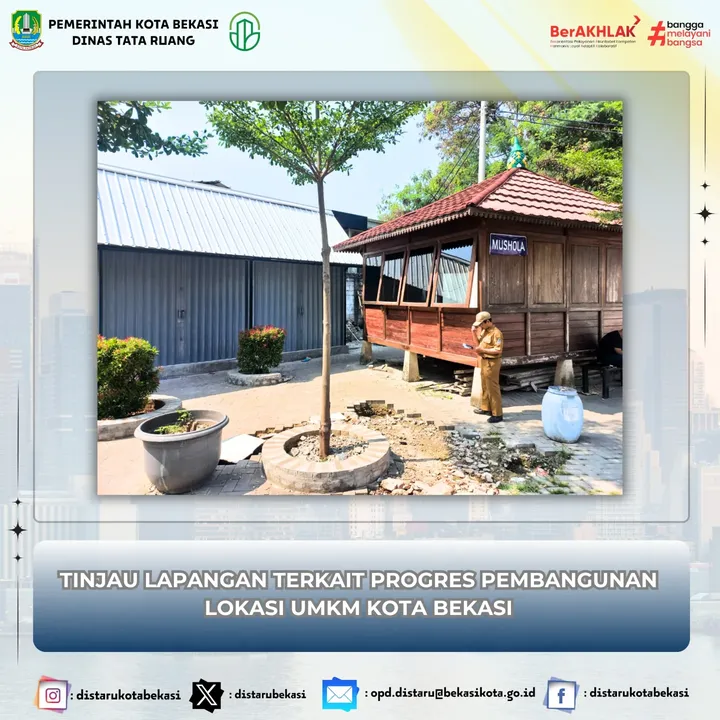 PEMERINTAH KOTA BEKASI
DINAS TATA RUANG
BerAKHLAK
#bangga
melayani
bangsa
MUSHOLA
TINJAU LAPANGAN TERKAIT PROGRES PEMBANGUNAN
LOKASI UMKM KOTA BEKASI
: distarukotabekasi
: distarubekasi
: opd.distaru@bekasikota.go.id
: distarukotabekasi